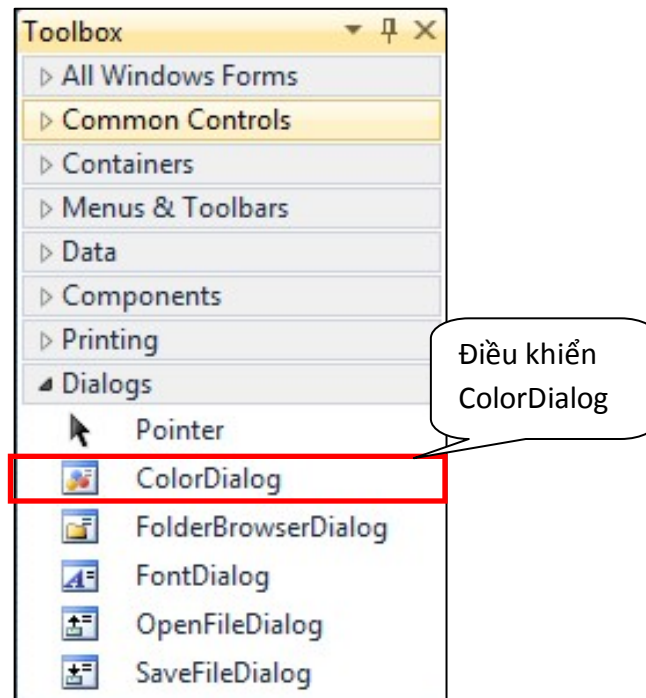 Toolbox
All Windows Forms
Common Controls
Containers
Menus & Toolbars
Data
Components
Printing
Dialogs
Pointer
ColorDialog
FolderBrowserDialog
FontDialog
OpenFileDialog
SaveFileDialog
Điều khiển
ColorDialog